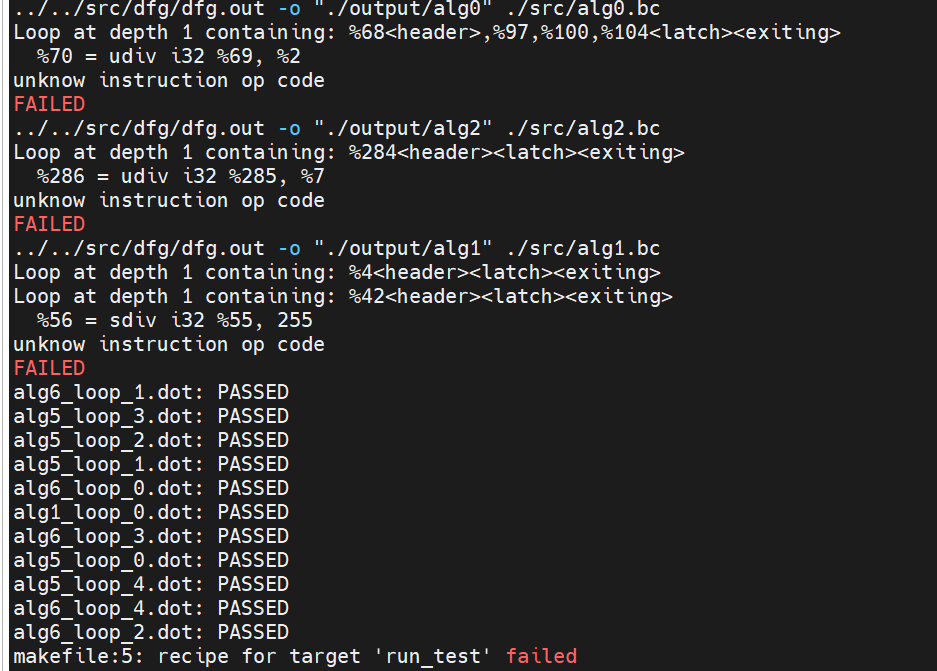 ../../src/dfg/dfg.out -o "./output/alg0" ./src/alg0.bc
Loop at depth 1 containing: %68<header>,%97,%100,%104<latch><exiting>
  %70 = udiv i32 %69, %2
unknow instruction op code
FAILED
../../src/dfg/dfg.out -o "./output/alg2" ./src/alg2.bc
Loop at depth 1 containing: %284<header><latch><exiting>
  %286 = udiv i32 %285, %7
unknow instruction op code
FAILED
../../src/dfg/dfg.out -o "./output/alg1" ./src/alg1.bc
Loop at depth 1 containing: %4<header><latch><exiting>
Loop at depth 1 containing: %42<header><latch><exiting>
  %56 = sdiv i32 %55, 255
unknow instruction op code
FAILED
alg6_loop_1.dot: PASSED
alg5_loop_3.dot: PASSED
alg5_loop_2.dot: PASSED
alg5_loop_1.dot: PASSED
alg6_loop_0.dot: PASSED
alg1_loop_0.dot: PASSED
alg6_loop_3.dot: PASSED
alg5_loop_0.dot: PASSED
alg5_loop_4.dot: PASSED
alg6_loop_4.dot: PASSED
alg6_loop_2.dot: PASSED
makefile:5: recipe for target 'run_test' failed